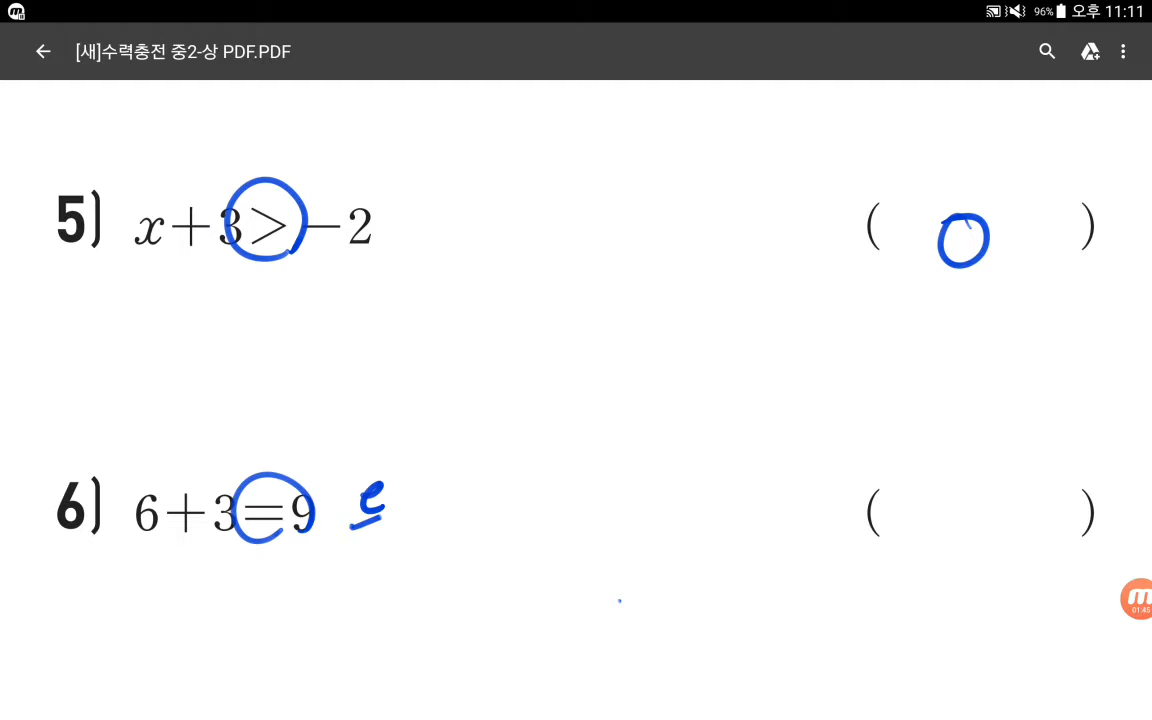 96% 오후 11:11
[새]수력충전 중2-상 PDF.PDF
5) x+3>-2 ( O )
6) 6+3=9 e ( )
01:45